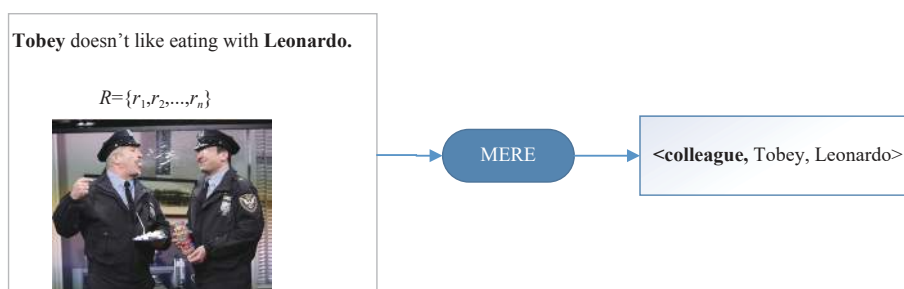 Tobey doesn’t like eating with Leonardo.
R={r₁,r₂,...,rₙ}
MERE
<colleague, Tobey, Leonardo>